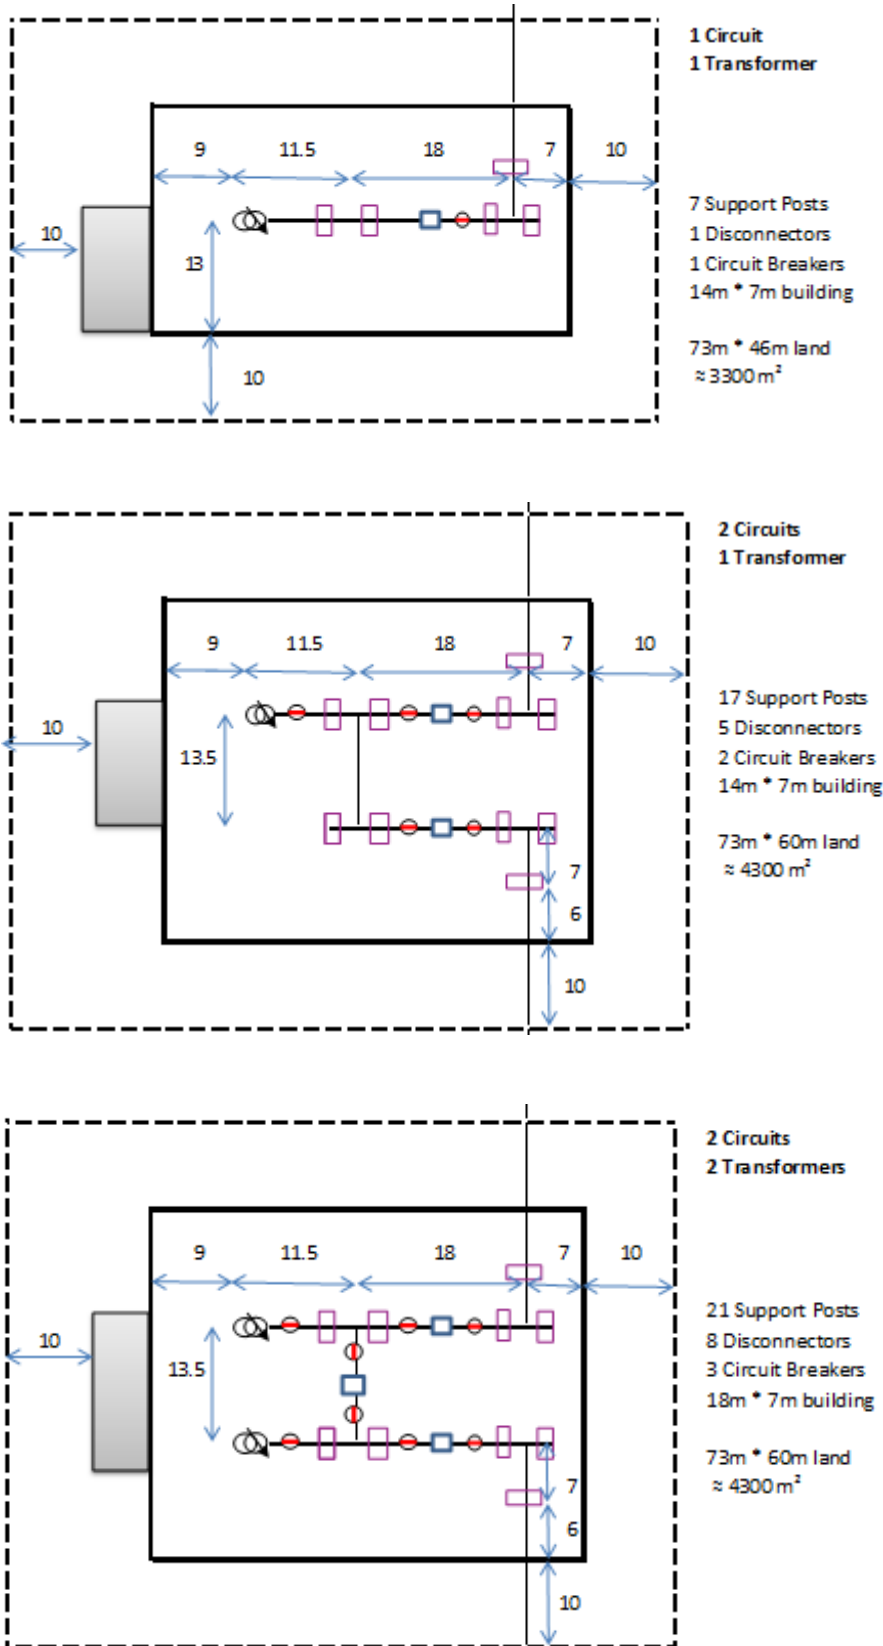 1 Circuit
1 Transformer
9 11.5 18 7 10
10
13
10
7 Support Posts
1 Disconnectors
1 Circuit Breakers
14m * 7m building
73m * 46m land
≈ 3300 m²
2 Circuits
1 Transformer
9 11.5 18 7 10
10
13.5
7
6
10
17 Support Posts
5 Disconnectors
2 Circuit Breakers
14m * 7m building
73m * 60m land
≈ 4300 m²
2 Circuits
2 Transformers
9 11.5 18 7 10
10
13.5
7
6
10
21 Support Posts
8 Disconnectors
3 Circuit Breakers
18m * 7m building
73m * 60m land
≈ 4300 m²